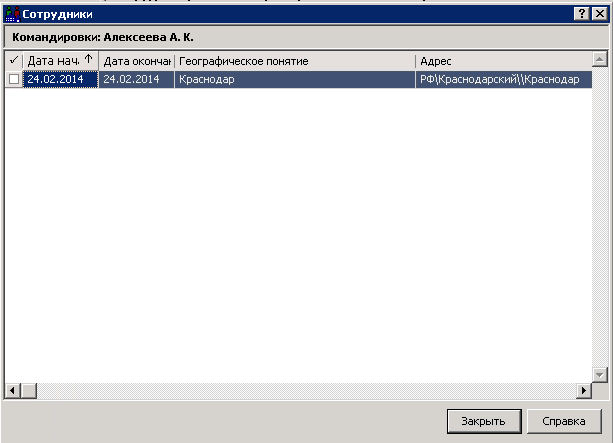 Сотрудники
Командировки: Алексеева А. К.
Дата нач. Дата окончан Географическое понятие Адрес
24.02.2014 24.02.2014 Краснодар РФ\Краснодарский\\Краснодар
Закрыть Справка